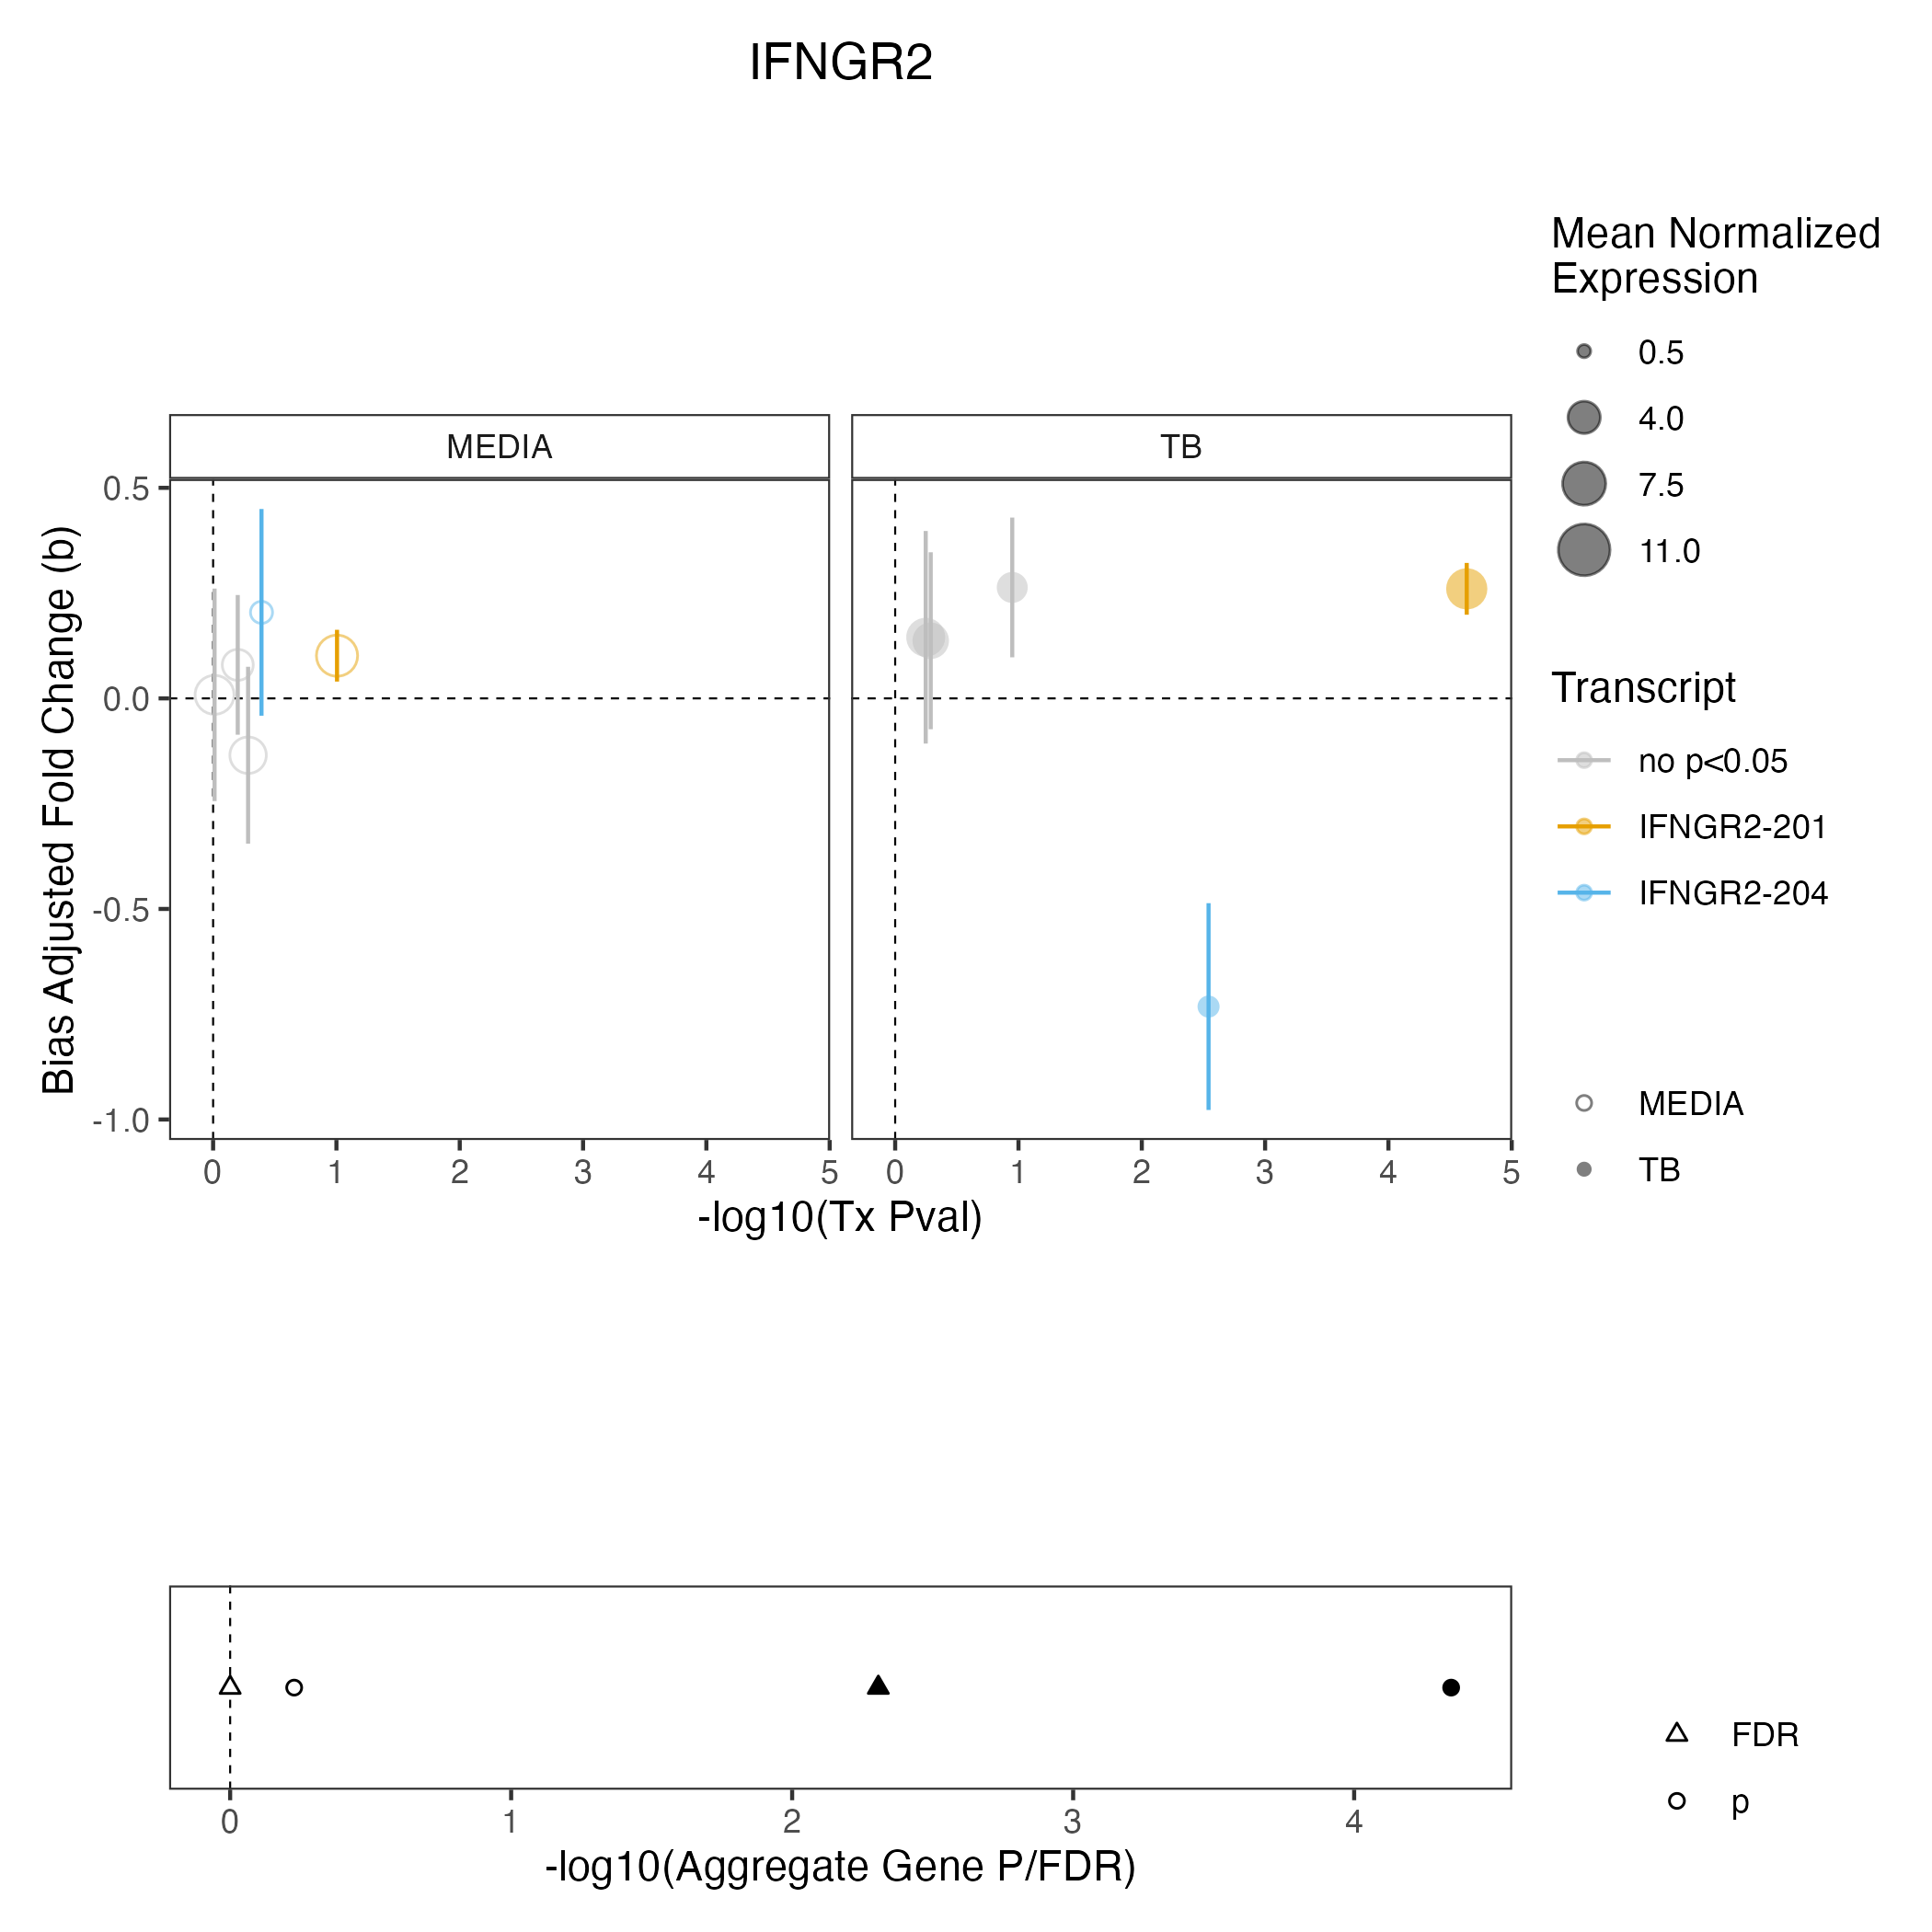 IFNGR2
Mean Normalized
Expression
0.5
4.0
7.5
11.0
MEDIA
TB
0.5
0.0
-0.5
-1.0
Bias Adjusted Fold Change (b)
0 1 2 3 4 5
0 1 2 3 4 5
-log10(Tx Pval)
Transcript
no p<0.05
IFNGR2-201
IFNGR2-204
MEDIA
TB
0 1 2 3 4
-log10(Aggregate Gene P/FDR)
FDR
p